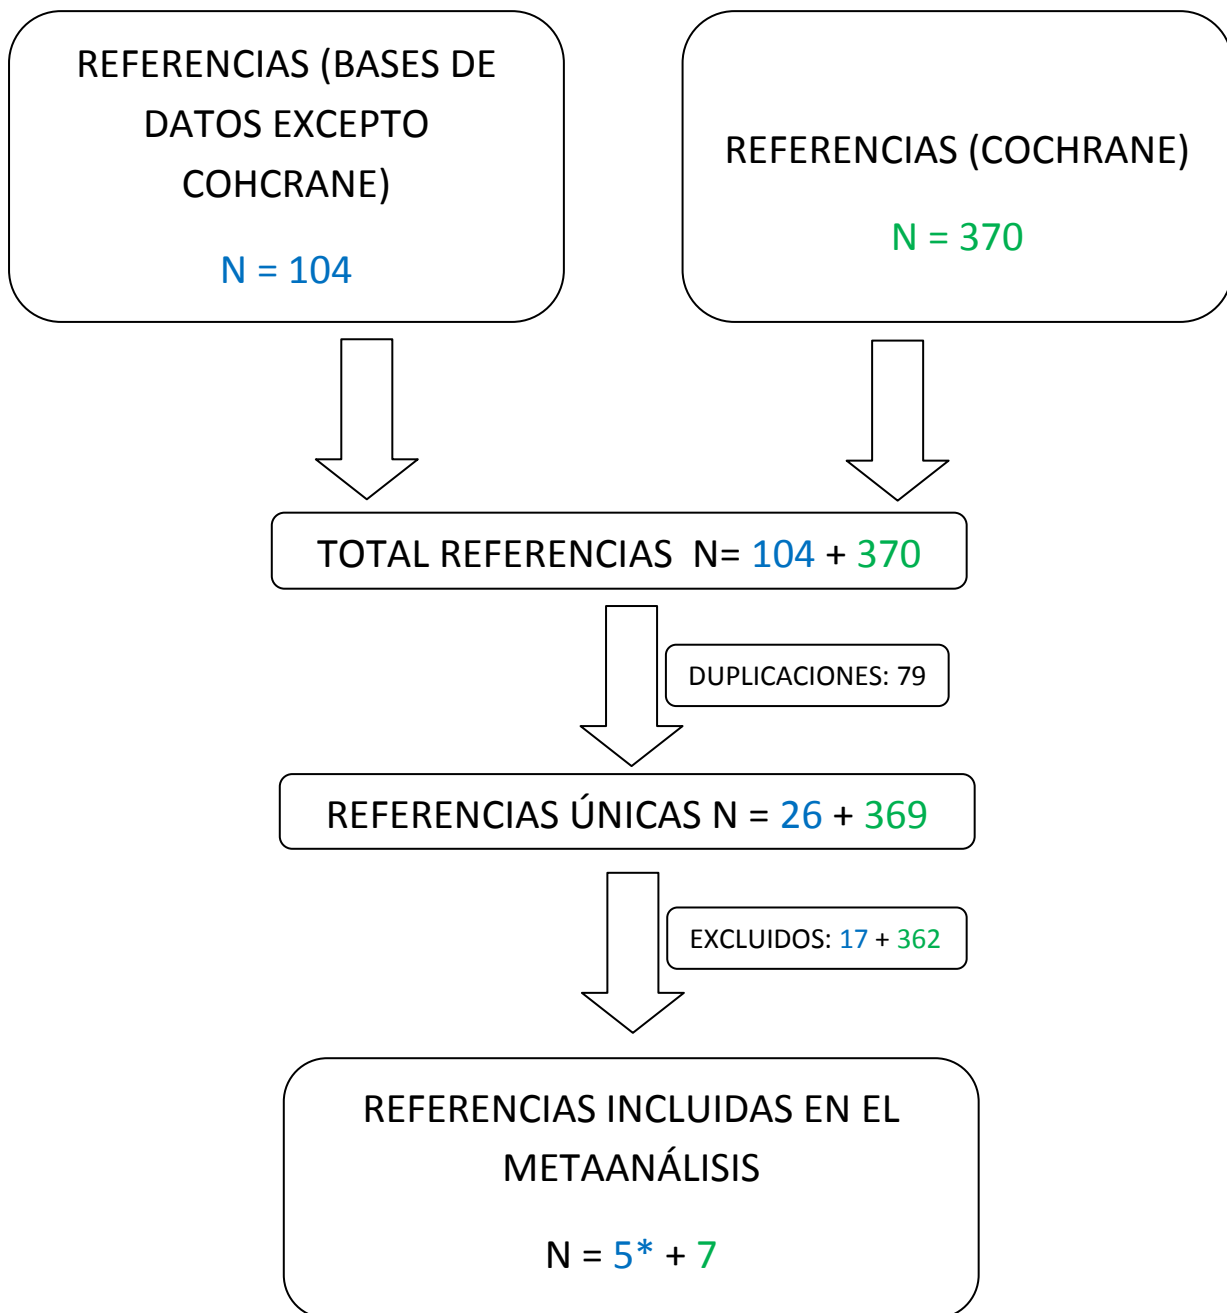 REFERENCIAS (BASES DE
DATOS EXCEPTO
COHCRANE)
N = 104
REFERENCIAS (COCHRANE)
N = 370
TOTAL REFERENCIAS  N= 104 + 370
DUPLICACIONES: 79
REFERENCIAS ÚNICAS N = 26 + 369
EXCLUIDOS: 17 + 362
REFERENCIAS INCLUIDAS EN EL
METAANÁLISIS
N = 5* + 7